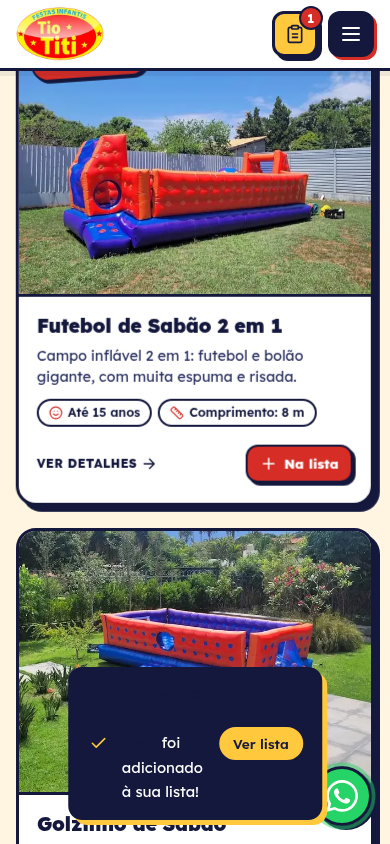 FESTAS INFANTIS
Tio
Titi
1
Futebol de Sabão 2 em 1
Campo inflável 2 em 1: futebol e bolão
gigante, com muita espuma e risada.
Até 15 anos
Comprimento: 8 m
VER DETALHES
Na lista
foi
adicionado
à sua lista!
Ver lista
Golzinho de Sabão